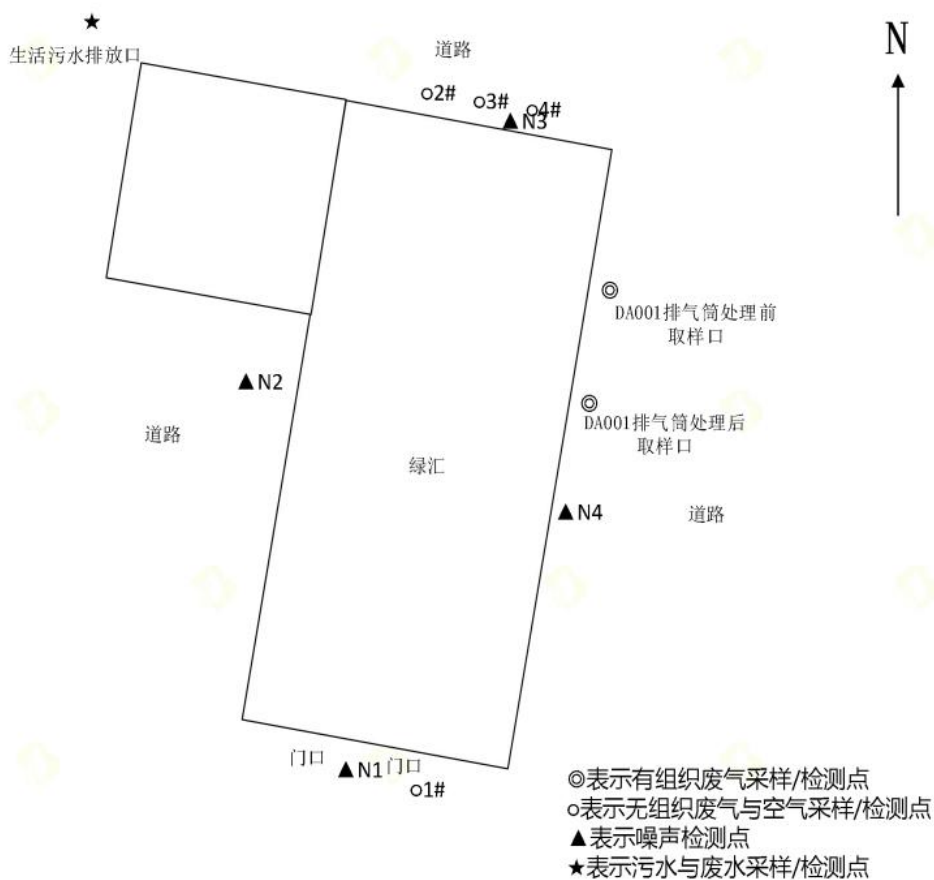 生活污水排放口
道路
N
2#
3#
4#
N3
DA001排气筒处理前
取样口
N2
DA001排气筒处理后
取样口
道路
绿汇
N4
道路
门口
N1
门口
1#
◎表示有组织废气采样/检测点
○表示无组织废气与空气采样/检测点
▲表示噪声检测点
★表示污水与废水采样/检测点